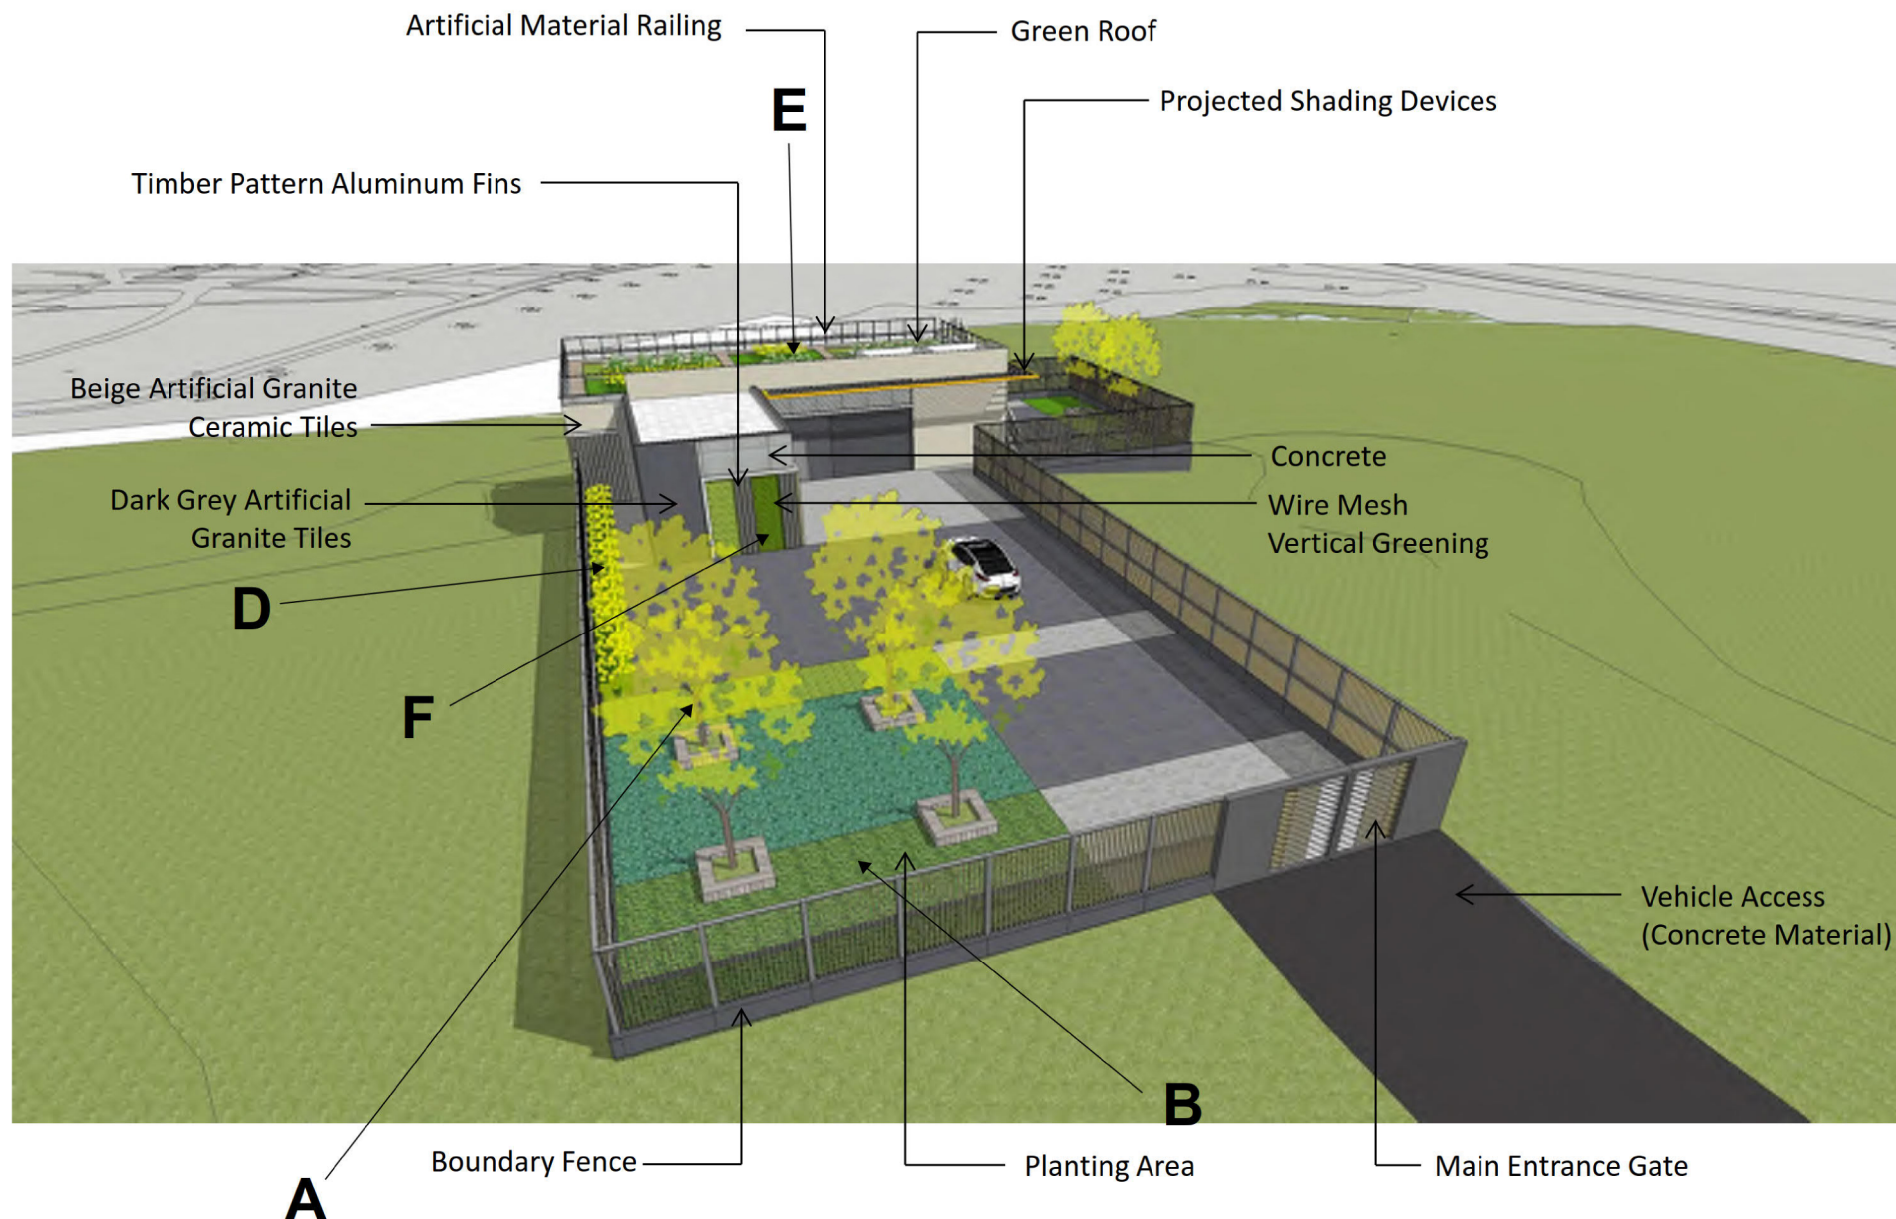 Artificial Material Railing
Green Roof
E
Projected Shading Devices
Timber Pattern Aluminum Fins
Beige Artificial Granite
Ceramic Tiles
Concrete
Dark Grey Artificial
Granite Tiles
Wire Mesh
Vertical Greening
D
F
Vehicle Access
(Concrete Material)
B
Boundary Fence
Planting Area
Main Entrance Gate
A